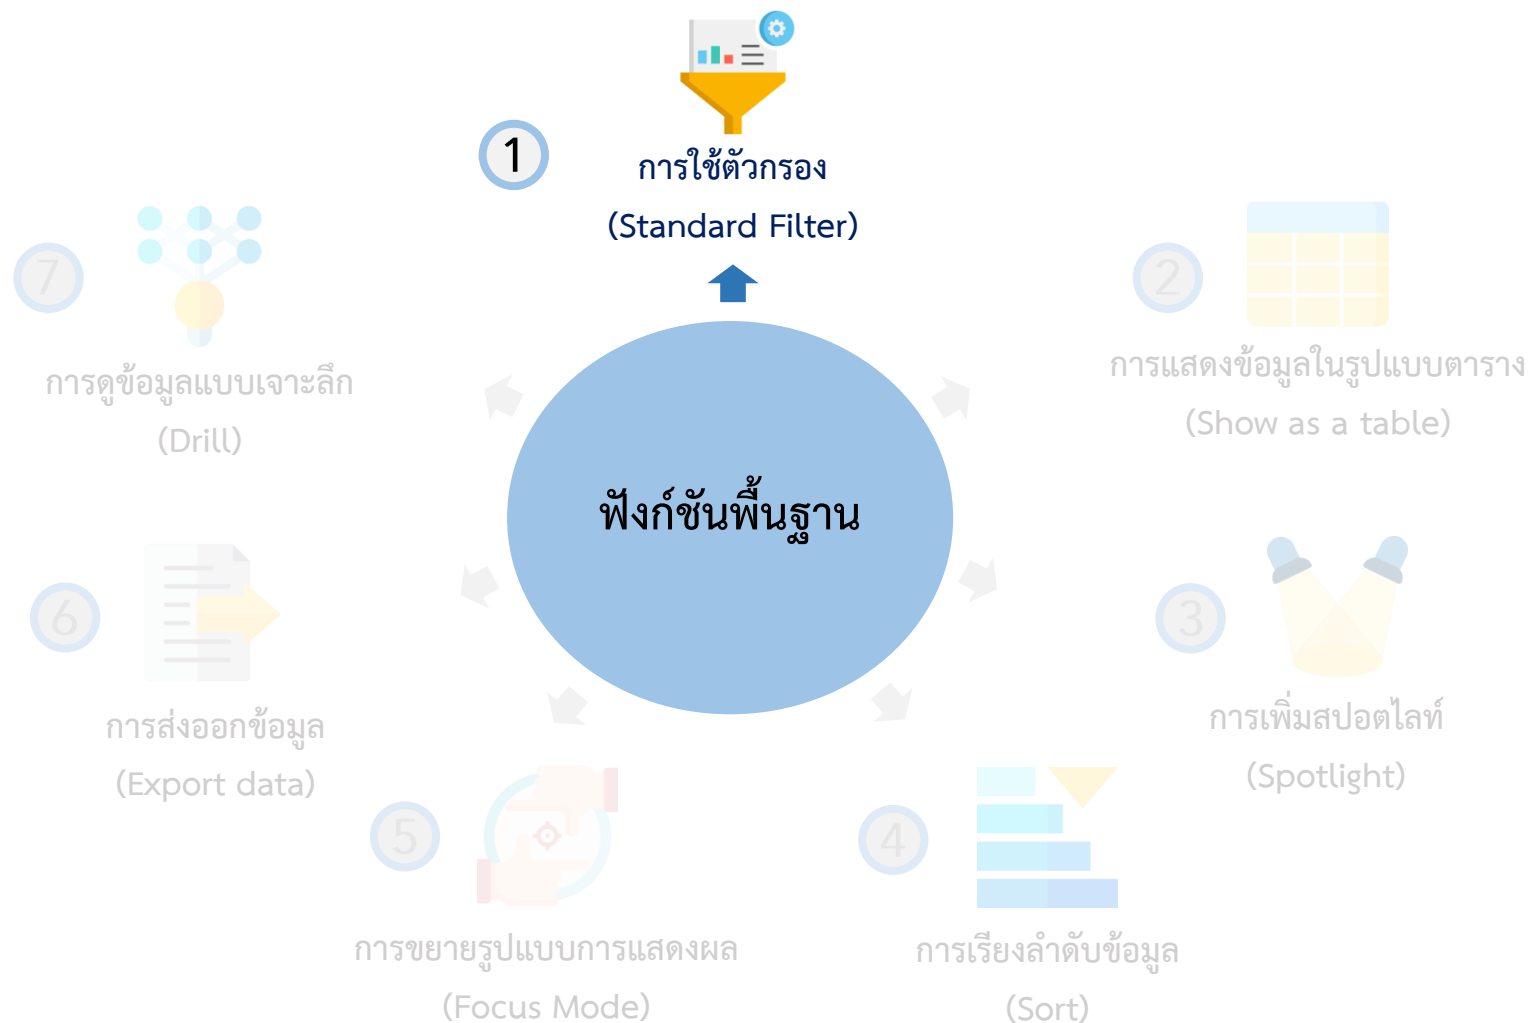 1
การใช้ตัวกรอง
(Standard Filter)
2
การแสดงข้อมูลในรูปแบบตาราง
(Show as a table)
3
การเพิ่มสปอตไลท์
(Spotlight)
4
การเรียงลำดับข้อมูล
(Sort)
5
การขยายรูปแบบการแสดงผล
(Focus Mode)
6
การส่งออกข้อมูล
(Export data)
7
การดูข้อมูลแบบเจาะลึก
(Drill)
ฟังก์ชันพื้นฐาน